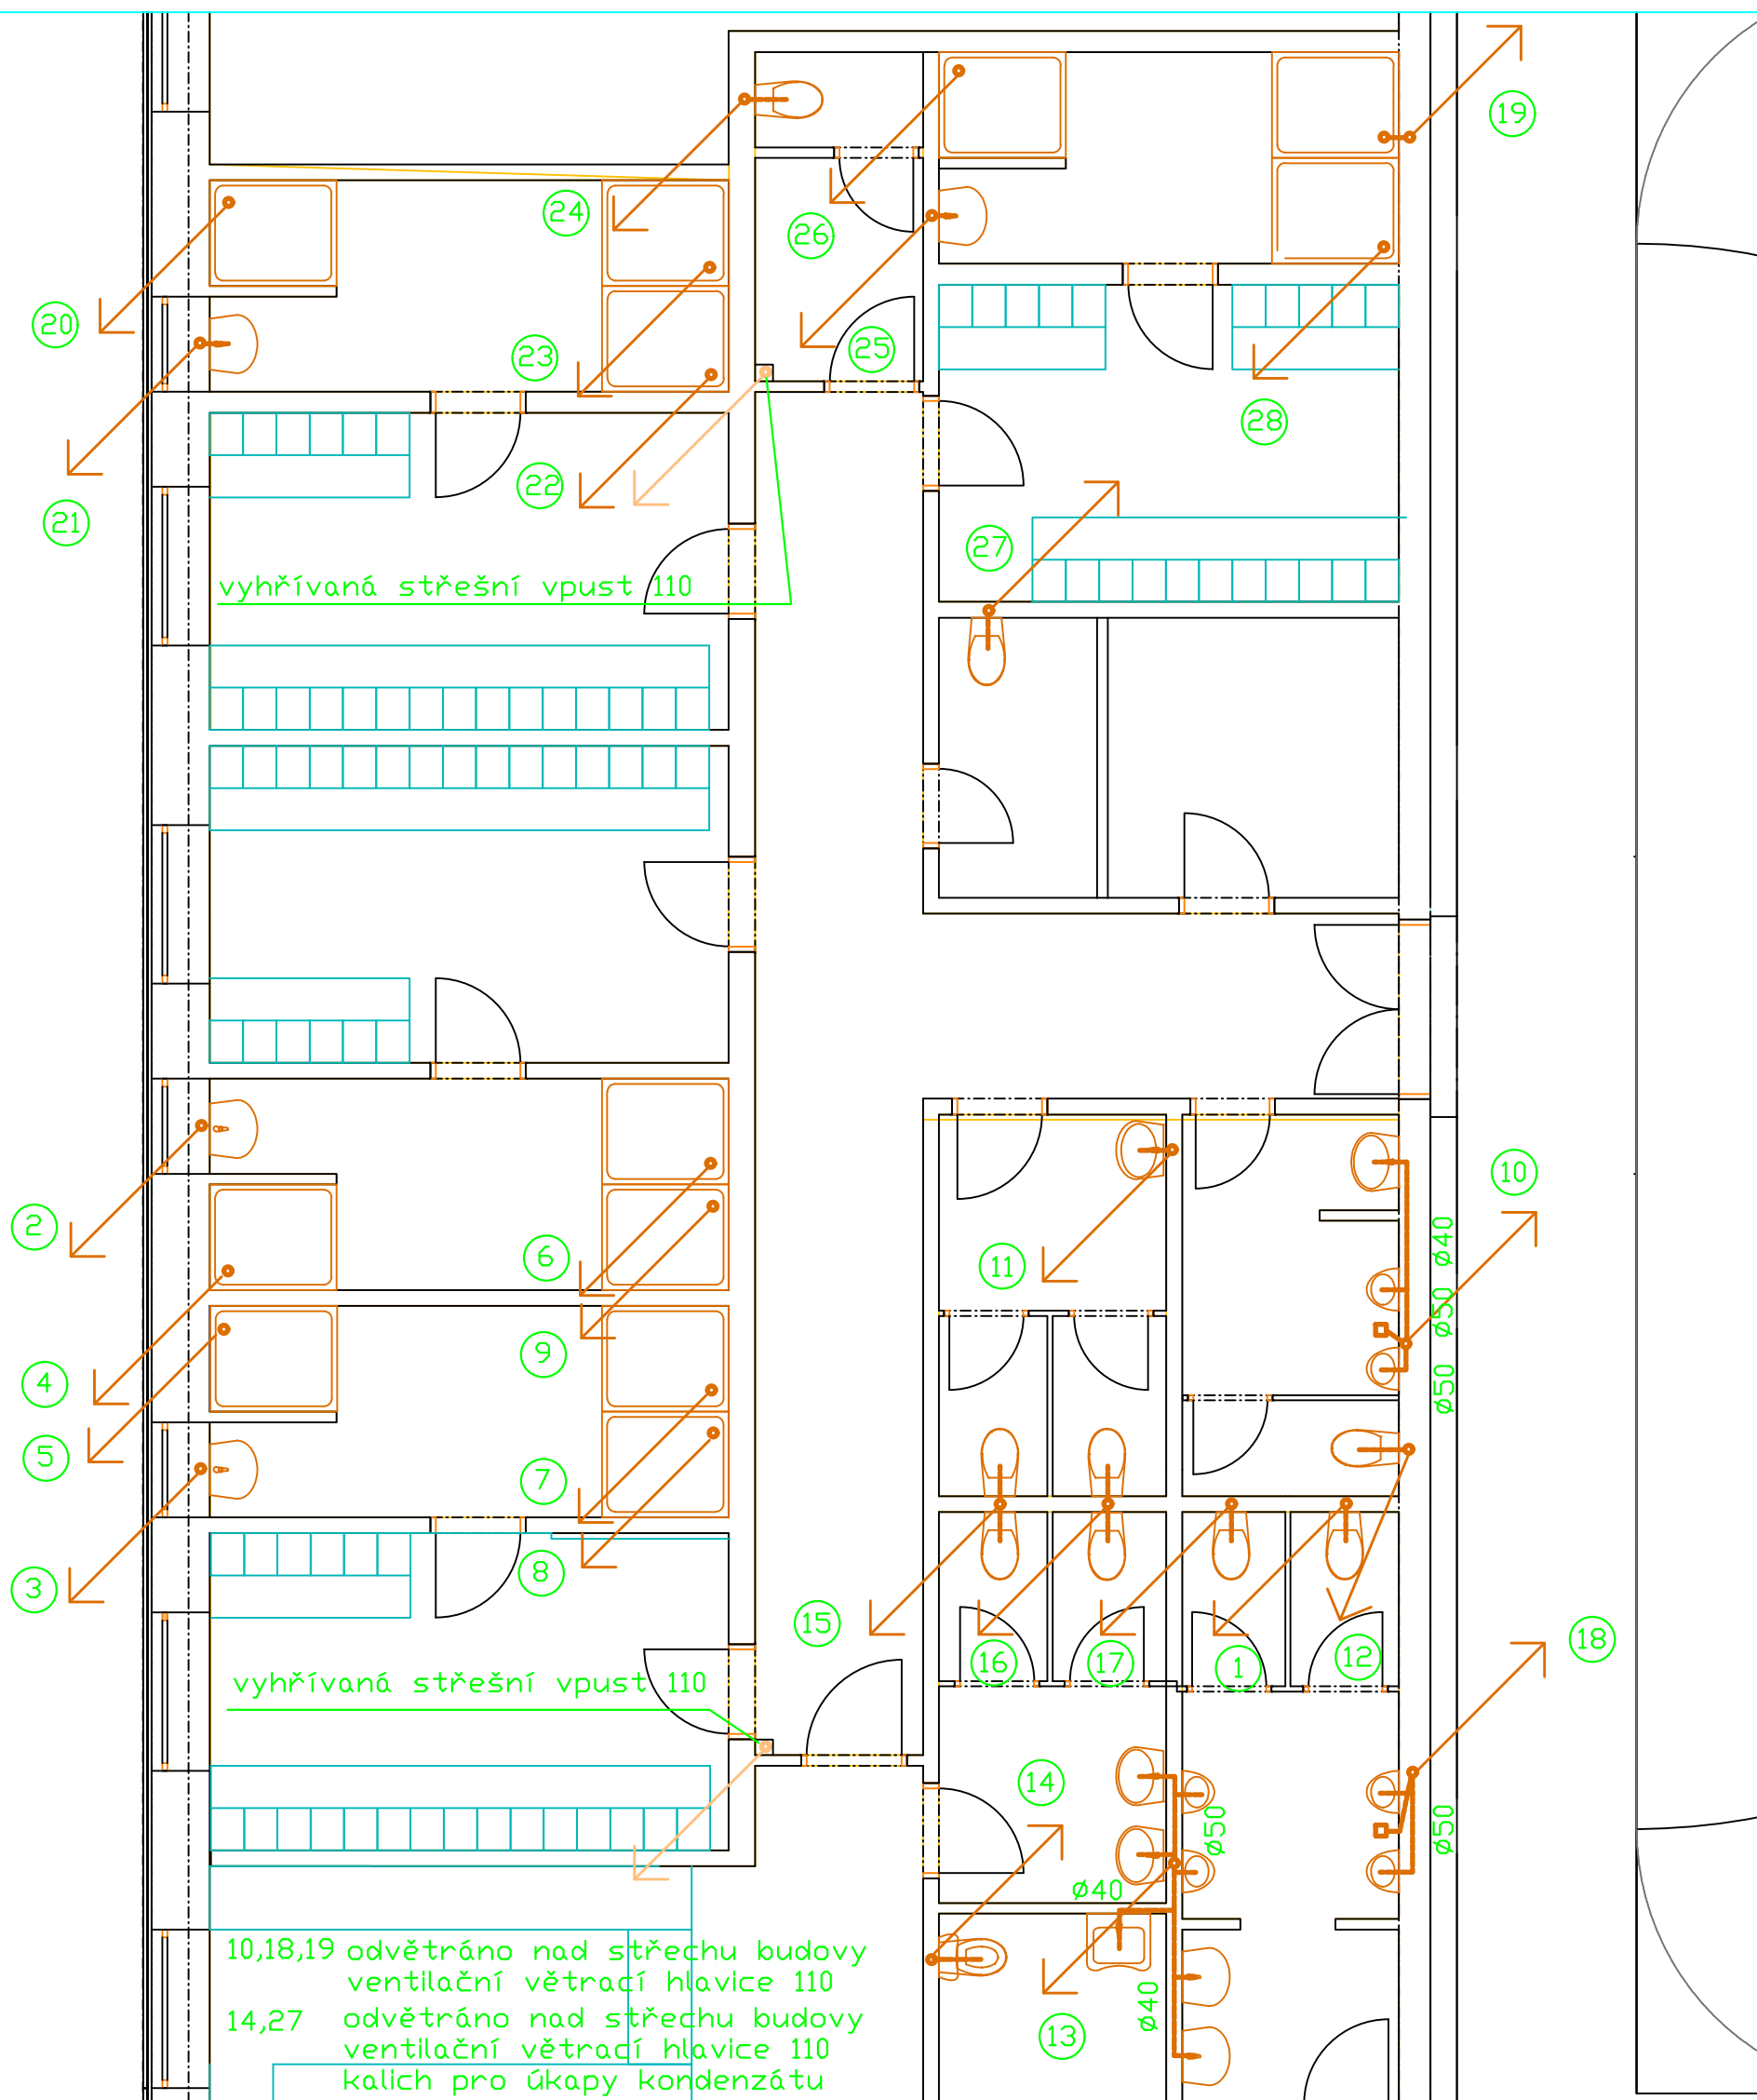 19
24
26
20
23
25
28
22
21
27
vyhřívaná střešní vpust 110
10
2
ø40
6
11
ø50
9
4
ø50
5
7
8
3
15
18
16
17
1
12
vyhřívaná střešní vpust 110
14
ø50
ø50
ø40
10,18,19 odvětráno nad střechu budovy
ventilační větrací hlavice 110
14,27 odvětráno nad střechu budovy
ventilační větrací hlavice 110
kalich pro úkapy kondenzátu
ø40
13